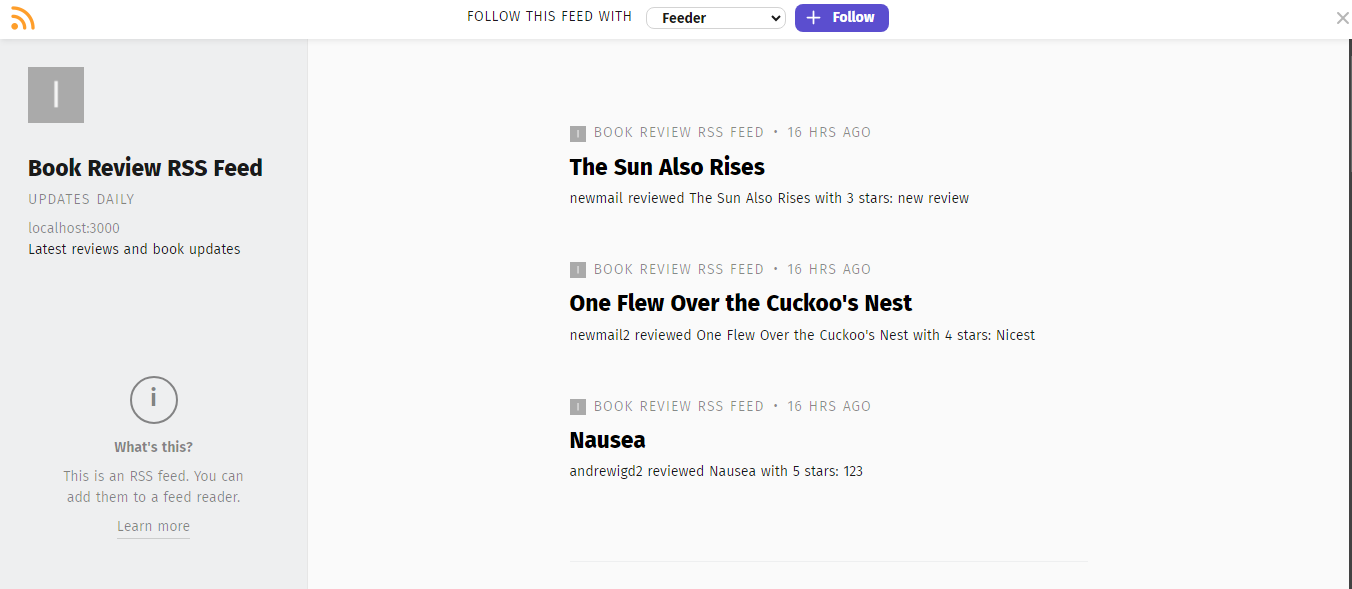 FOLLOW THIS FEED WITH Feeder + Follow
Book Review RSS Feed
UPDATES DAILY
localhost:3000
Latest reviews and book updates
i
What's this?
This is an RSS feed. You can
add them to a feed reader.
Learn more
BOOK REVIEW RSS FEED • 16 HRS AGO
The Sun Also Rises
newmail reviewed The Sun Also Rises with 3 stars: new review
BOOK REVIEW RSS FEED • 16 HRS AGO
One Flew Over the Cuckoo's Nest
newmail2 reviewed One Flew Over the Cuckoo's Nest with 4 stars: Nicest
BOOK REVIEW RSS FEED • 16 HRS AGO
Nausea
andrewigd2 reviewed Nausea with 5 stars: 123